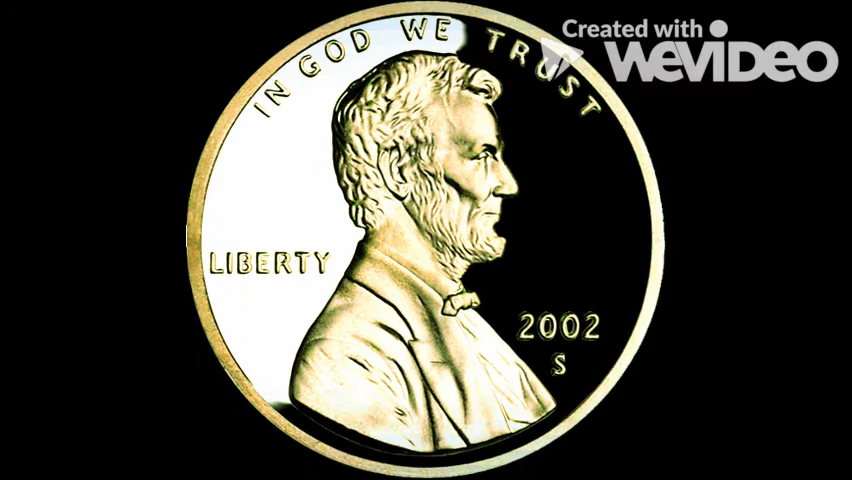 IN GOD WE TRUST
Created with
WEVIDEO
LIBERTY
2002
S